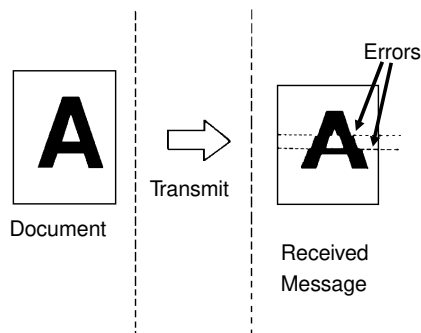 Errors
A
A
Transmit
Document
Received
Message